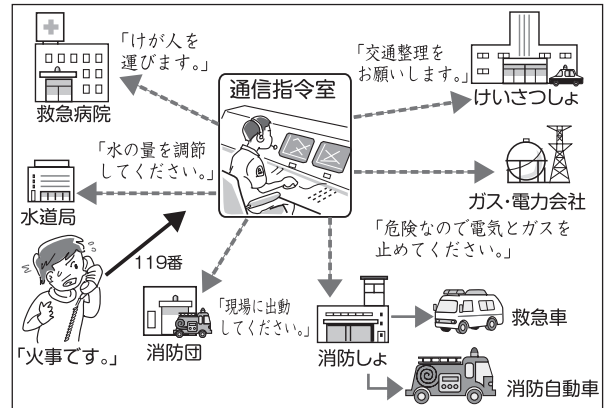 「けが人を
運びます。」
救急病院
通信指令室
「交通整理を
お願いします。」
けいさつしょ
「水の量を調節
してください。」
水道局
ガス・電力会社
「危険なので電気とガスを
止めてください。」
119番
「火事です。」
消防団
「現場に出動
してください。」
消防しょ
救急車
消防自動車